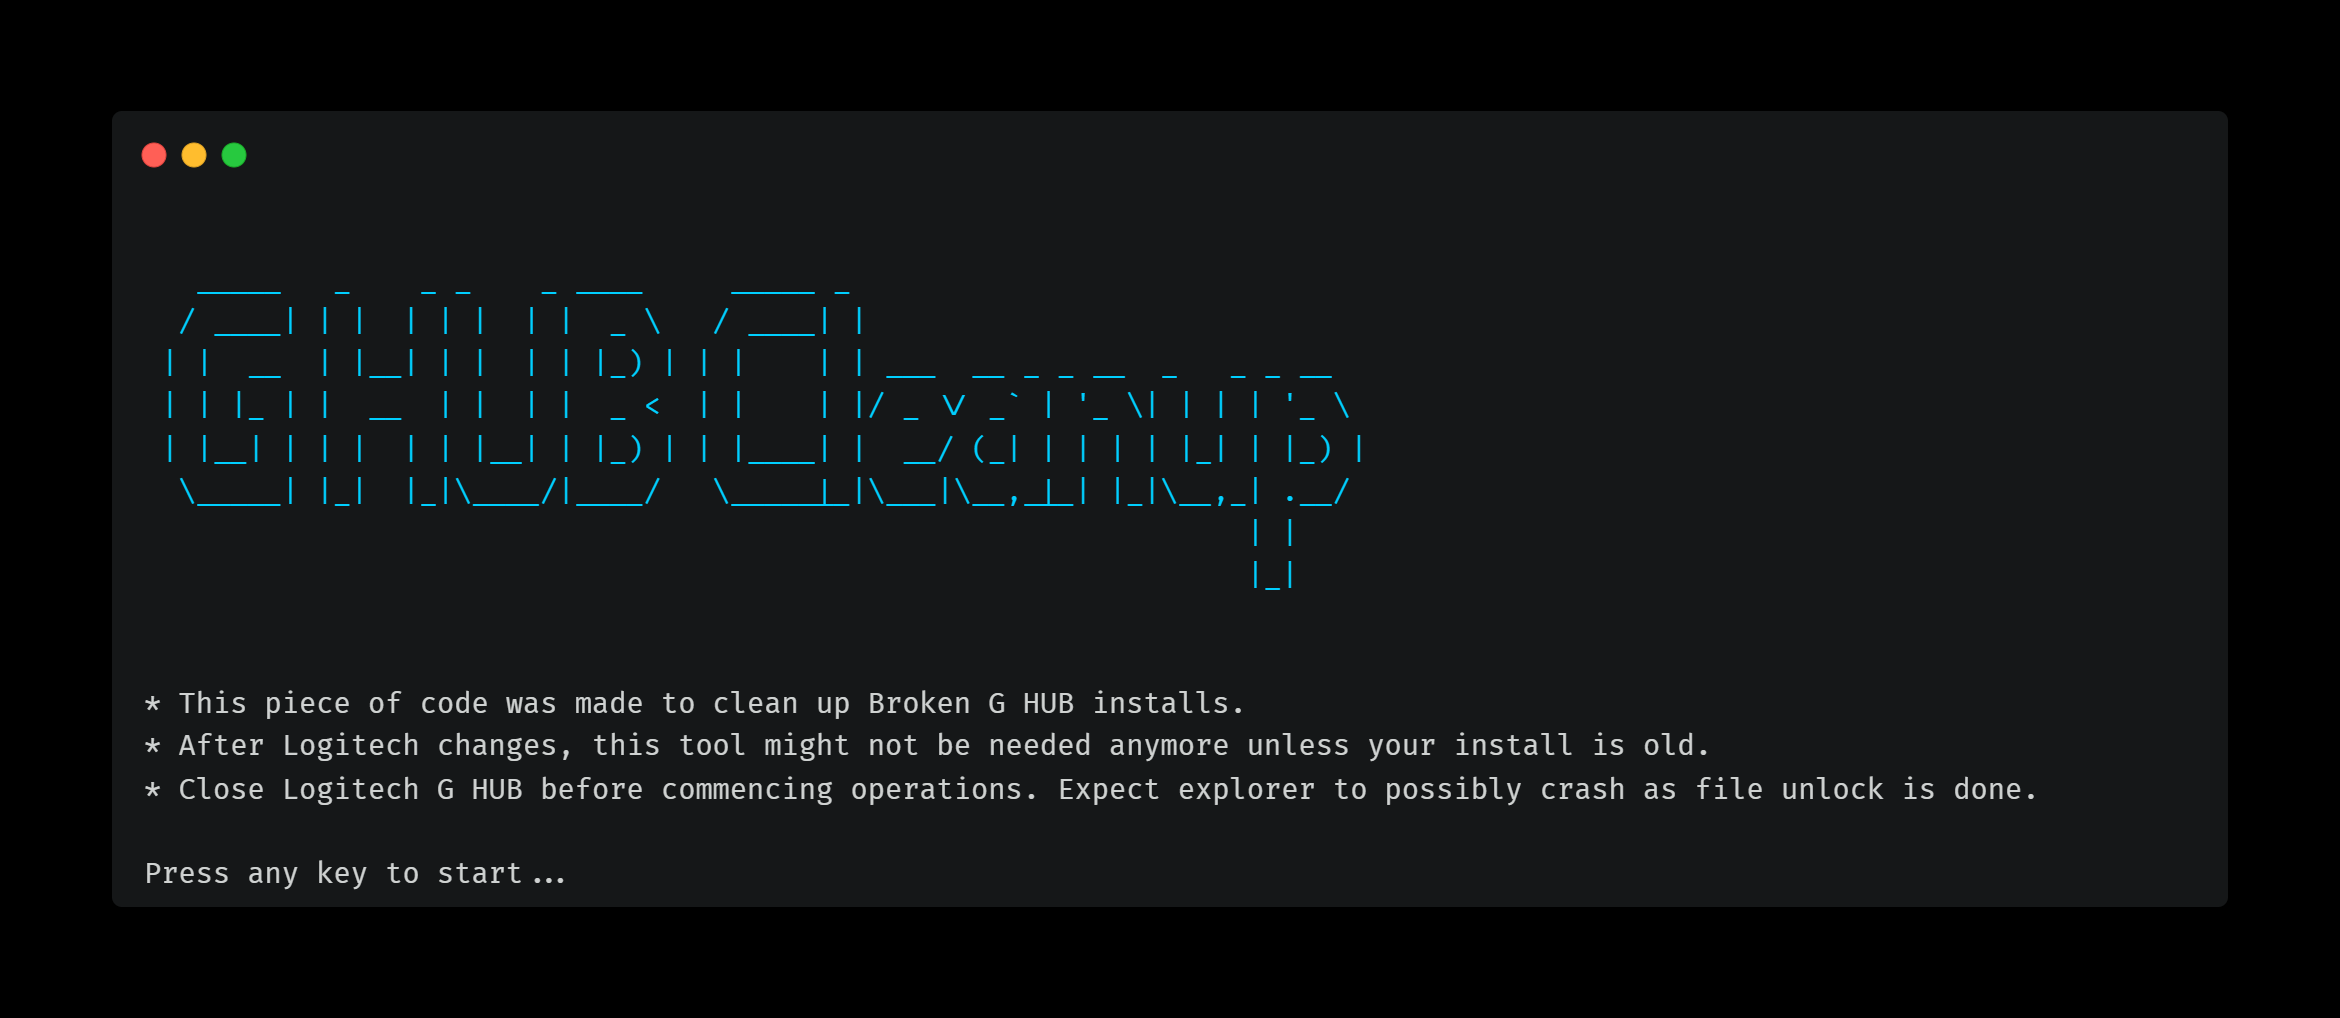 GHUB Cleanup
* This piece of code was made to clean up Broken G HUB installs.
* After Logitech changes, this tool might not be needed anymore unless your install is old.
* Close Logitech G HUB before commencing operations. Expect explorer to possibly crash as file unlock is done.
Press any key to start...